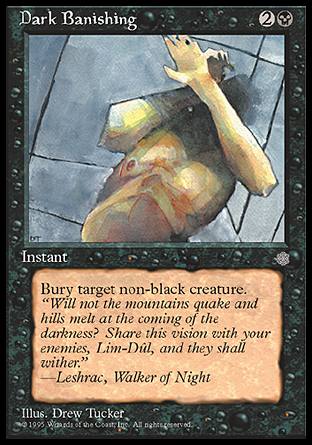 Dark Banishing 2
Instant
Bury target non-black creature.
“Will not the mountains quake and
hills melt at the coming of the
darkness? Share this vision with your
enemies, Lim-Dûl, and they shall
wither.”
—Leshrac, Walker of Night
Illus. Drew Tucker
©1995 Wizards of the Coast, Inc. All rights reserved.
DT